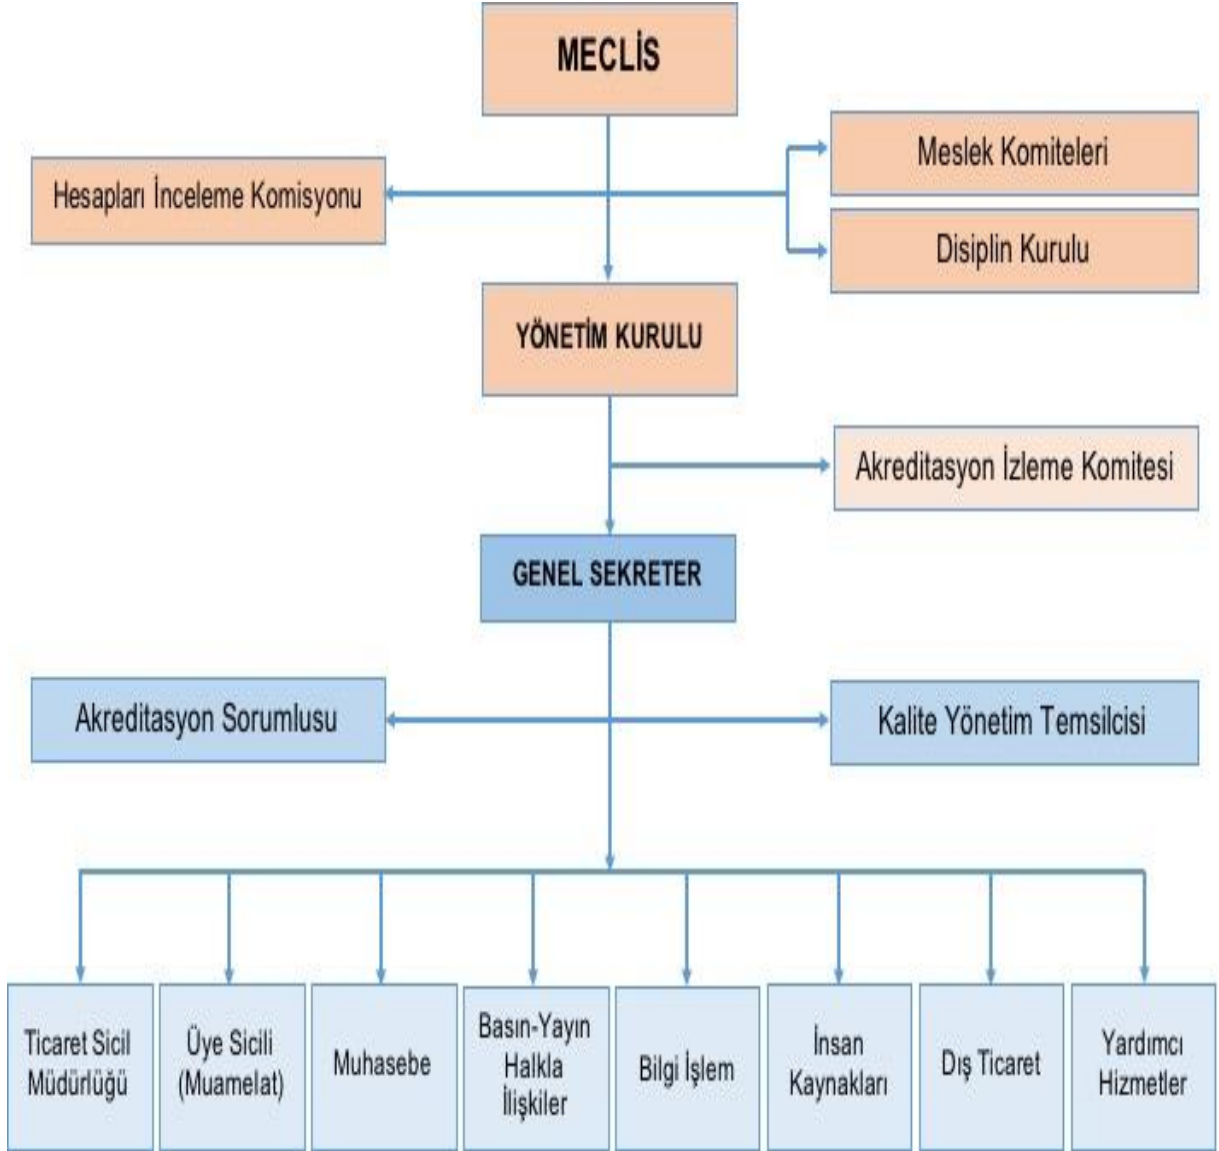 MECLİS
Meslek Komiteleri
Hesapları İnceleme Komisyonu
Disiplin Kurulu
YÖNETİM KURULU
Akreditasyon İzleme Komitesi
GENEL SEKRETER
Akreditasyon Sorumlusu
Kalite Yönetim Temsilcisi
Ticaret Sicil
Müdürlüğü
Üye Sicili
(Muamelat)
Muhasebe
Basın-Yayın
Halkla
İlişkiler
Bilgi İşlem
İnsan
Kaynakları
Dış Ticaret
Yardımcı
Hizmetler